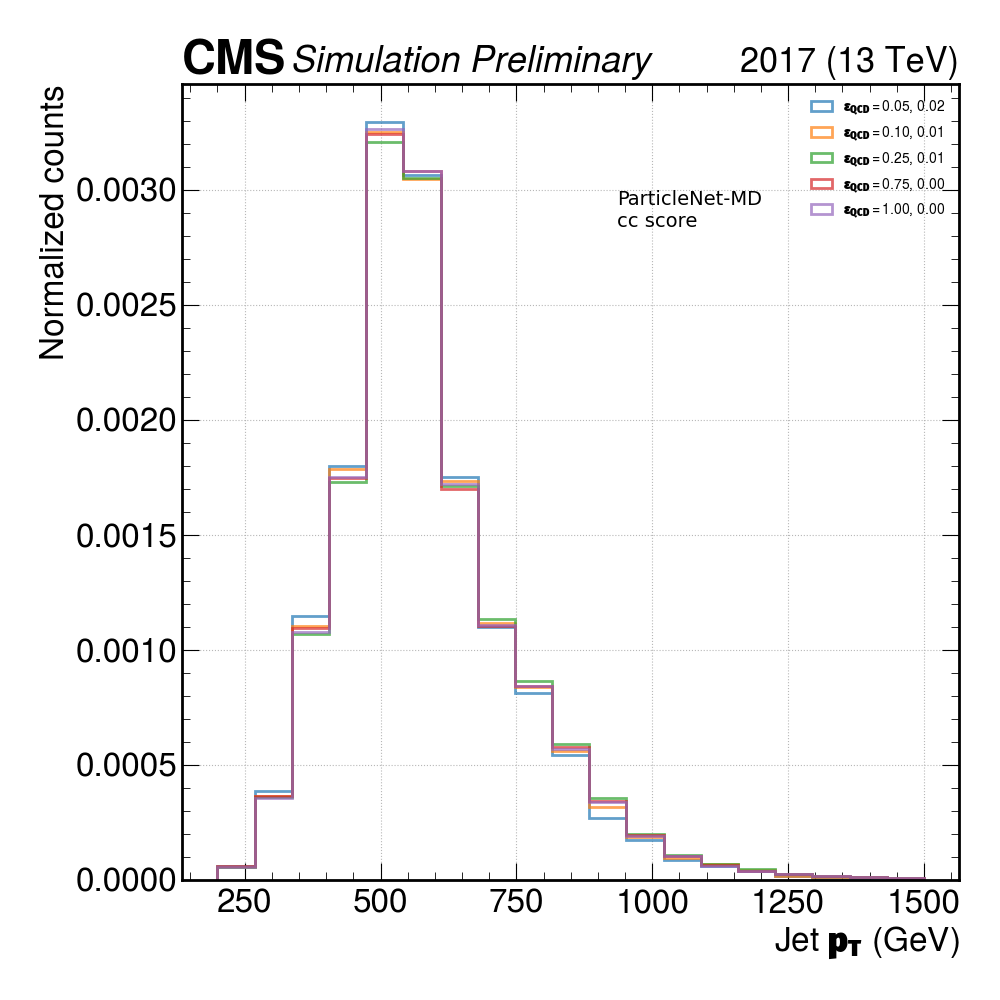 CMS Simulation Preliminary 2017 (13 TeV)
Normalized counts
ε_QCD = 0.05, 0.02
ε_QCD = 0.10, 0.01
ε_QCD = 0.25, 0.01
ε_QCD = 0.75, 0.00
ε_QCD = 1.00, 0.00
ParticleNet-MD
cc score
0.0030
0.0025
0.0020
0.0015
0.0010
0.0005
0.0000
250 500 750 1000 1250 1500
Jet p_T (GeV)